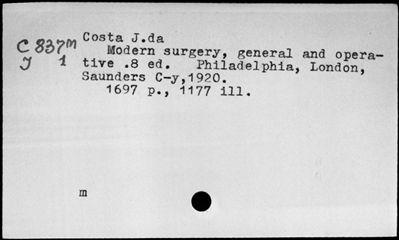 C 837m
J 1
Costa J.da
Modern surgery, general and opera-
tive .8 ed. Philadelphia, London,
Saunders C-y,1920.
1697 p., 1177 ill.
m